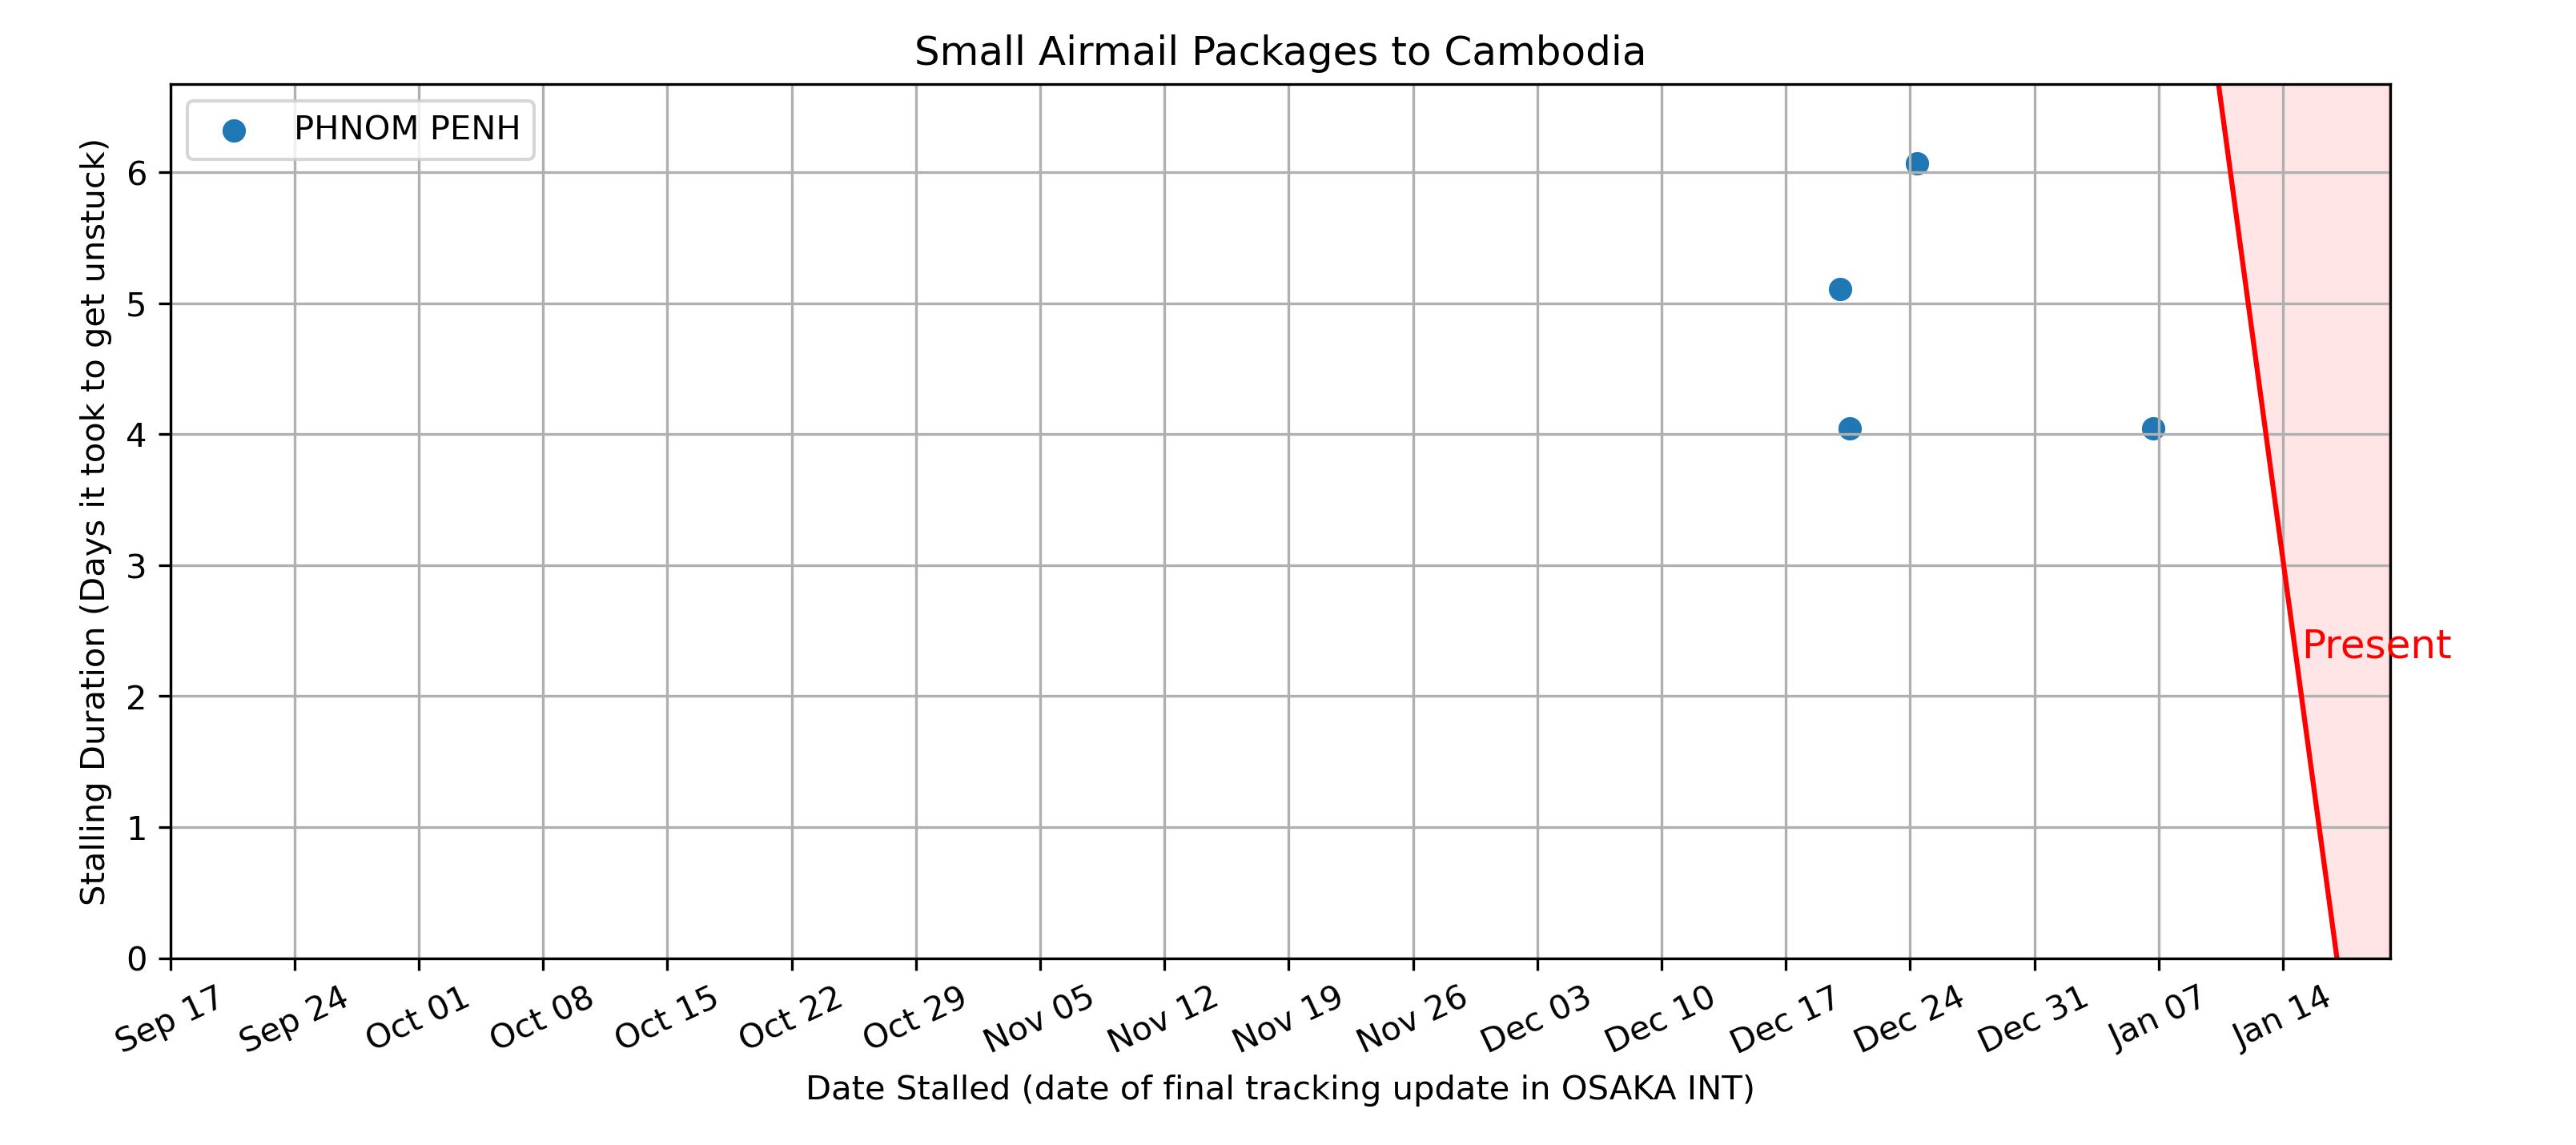 Small Airmail Packages to Cambodia
PHNOM PENH
Stalling Duration (Days it took to get unstuck)
6
5
4
3
2
1
0
Present
Sep 17
Sep 24
Oct 01
Oct 08
Oct 15
Oct 22
Oct 29
Nov 05
Nov 12
Nov 19
Nov 26
Dec 03
Dec 10
Dec 17
Dec 24
Dec 31
Jan 07
Jan 14
Date Stalled (date of final tracking update in OSAKA INT)